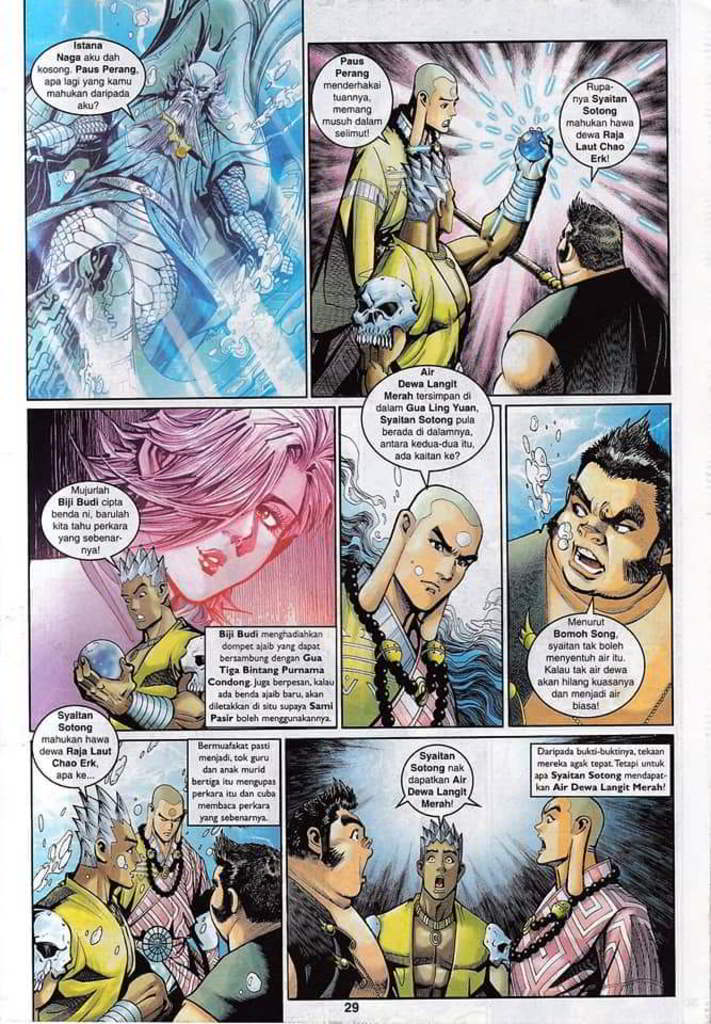 Istana
Naga aku dah
kosong. Paus Perang,
apa lagi yang kamu
mahukan daripada
aku?
Paus
Perang
menderhakai
tuannya,
memang
musuh dalam
selimut!
Rupa-
nya Syaitan
Sotong
mahukan hawa
dewa Raja
Laut Chao
Erk!
Mujurlah
Biji Budi cipta
benda ni, barulah
kita tahu perkara
yang sebenar-
nya!
Biji Budi menghadiahkan
dompet ajaib yang dapat
bersambung dengan Gua
Tiga Bintang Purnama
Condong. Juga berpesan, kalau
ada benda ajaib baru, akan
diletakkan di situ supaya Sami
Pasir boleh menggunakannya.
Air
Dewa Langit
Merah tersimpan di
dalam Gua Ling Yuan,
Syaitan Sotong pula
berada di dalamnya,
antara kedua-dua itu,
ada kaitan ke?
Menurut
Bomoh Song,
syaitan tak boleh
menyentuh air itu.
Kalau tak air dewa
akan hilang kuasanya
dan menjadi air
biasa!
Syaitan
Sotong
mahukan hawa
dewa Raja Laut
Chao Erk,
apa ke...
Bermuafakat pasti
menjadi, tok guru
dan anak murid
bertiga itu mengupas
perkara itu dan cuba
membaca perkara
yang sebenarnya.
Syaitan
Sotong nak
dapatkan Air
Dewa Langit
Merah!
Daripada bukti-buktinya, tekaan
mereka agak tepat. Tetapi untuk
apa Syaitan Sotong mendapat-
kan Air Dewa Langit Merah?
29